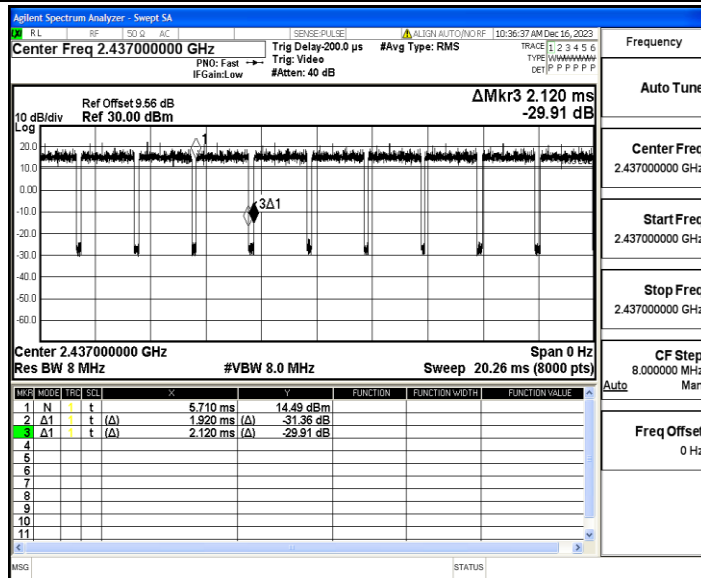 Agilent Spectrum Analyzer - Swept SA
RL RF 50 Ω AC SENSE:PULSE ALIGN AUTO/NO RF 10:36:37 AM Dec 16, 2023
Center Freq 2.437000000 GHz
PNO: Fast
IFGain:Low
Trig Delay-200.0 µs
Trig: Video
#Atten: 40 dB
#Avg Type: RMS
TRACE 1 2 3 4 5 6
TYPE
DET P P P P P P
ΔMkr3 2.120 ms
-29.91 dB
Ref Offset 9.56 dB
Ref 30.00 dBm
10 dB/div
Log
20.0
10.0
0.00
-10.0
-20.0
-30.0
-40.0
-50.0
-60.0
1
3Δ1
Center 2.437000000 GHz
Span 0 Hz
Res BW 8 MHz
#VBW 8.0 MHz
Sweep 20.26 ms (8000 pts)
MKR MODE TRC SCL X Y FUNCTION FUNCTION WIDTH FUNCTION VALUE
1 N 1 t 5.710 ms 14.49 dBm
2 Δ1 1 t (Δ) 1.920 ms (Δ) -31.36 dB
3 Δ1 1 t (Δ) 2.120 ms (Δ) -29.91 dB
4
5
6
7
8
9
10
11
MSG
STATUS
Frequency
Auto Tune
Center Freq
2.437000000 GHz
Start Freq
2.437000000 GHz
Stop Freq
2.437000000 GHz
CF Step
8.000000 MHz
Auto Man
Freq Offset
0 Hz